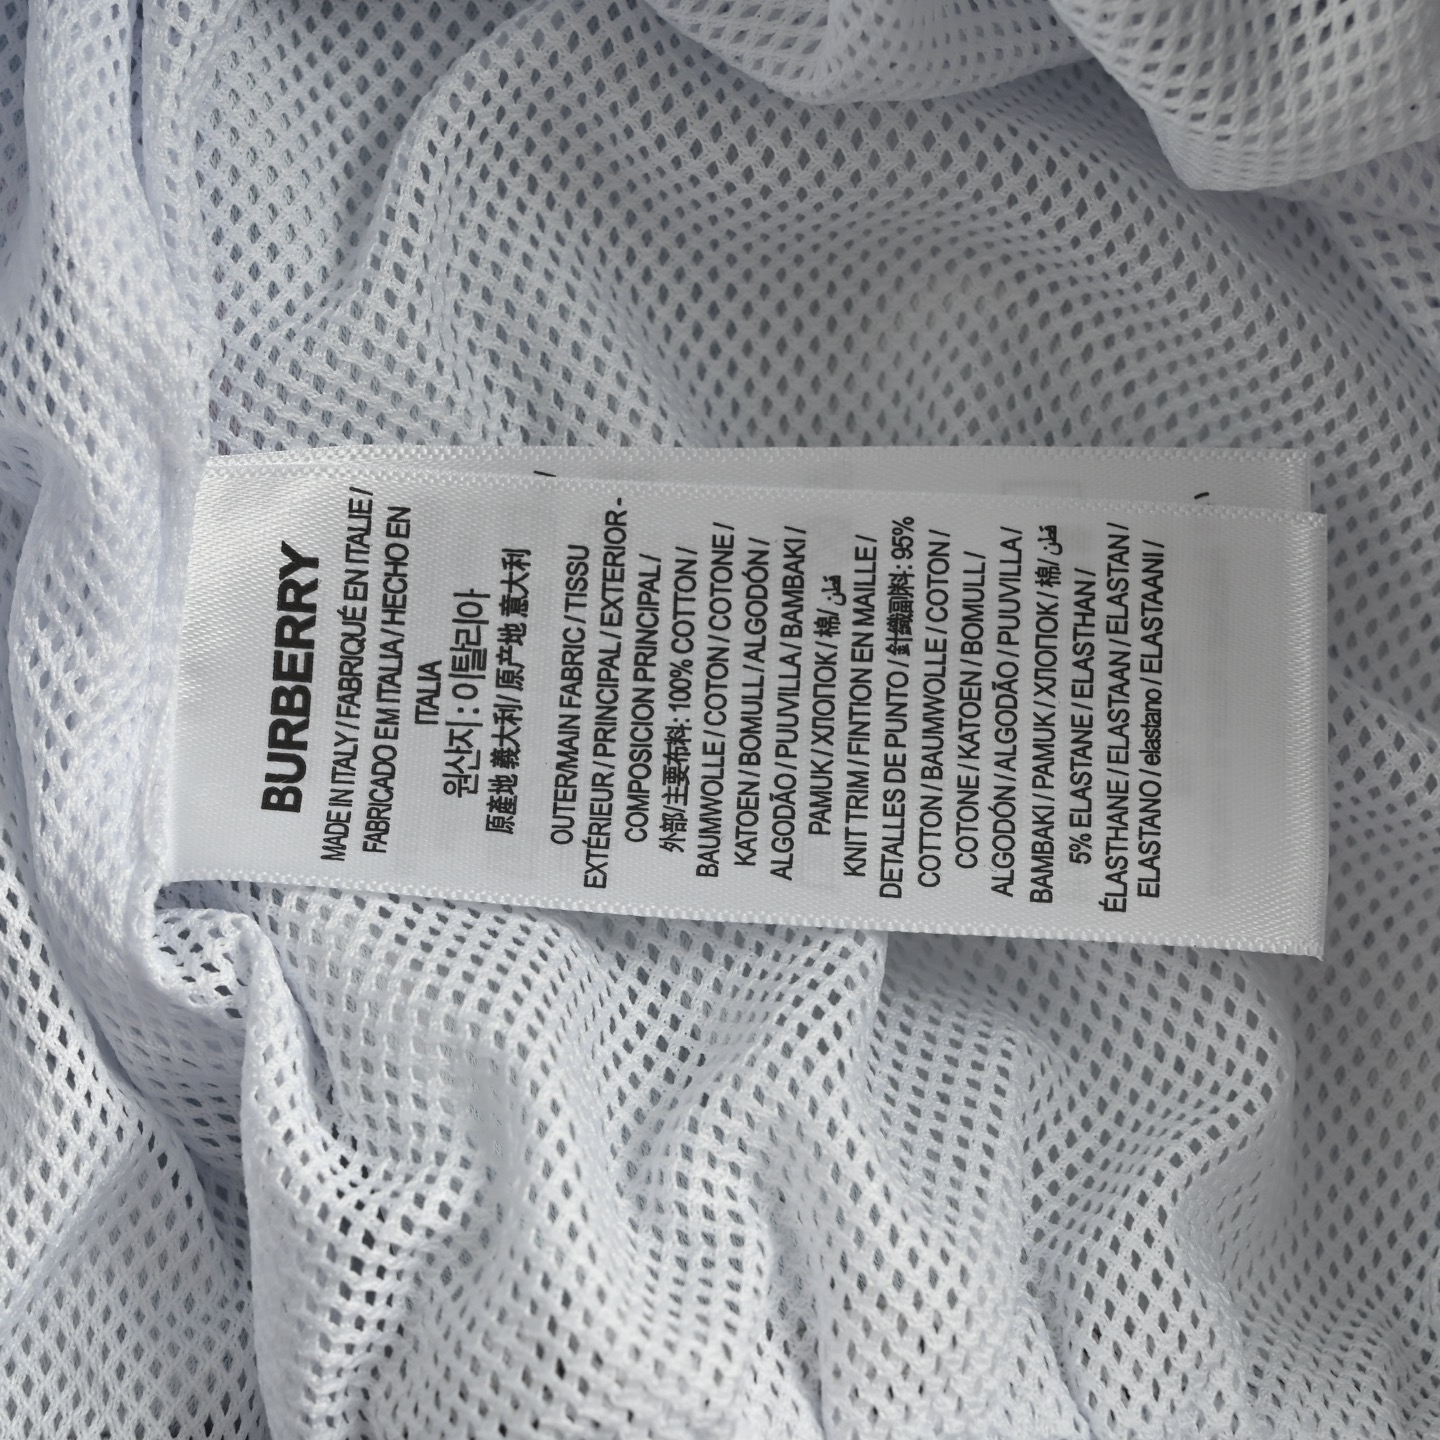 BURBERRY
MADE IN ITALY / FABRIQUÉ EN ITALIE /
FABRICADO EM ITALIA / HECHO EN
ITALIA
원산지 : 이탈리아
原產地 義大利 / 原产地 意大利
OUTER/MAIN FABRIC / TISSU
EXTÉRIEUR / PRINCIPAL / EXTERIOR -
COMPOSICION PRINCIPAL /
外部/主要布料: 100% COTTON /
BAUMWOLLE / COTON / COTONE /
KATOEN / BOMULL / ALGODÓN /
ALGODÃO / PUUVILLA / BAMBAKI /
PAMUK / ХΙΙΟΠΟΚ / 棉/ قطن
KNIT TRIM / FINTION EN MAILLE /
DETALLES DE PUNTO / 針織副料: 95%
COTTON / BAUMWOLLE / COTON /
COTONE / KATOEN / BOMULL /
ALGODÓN / ALGODÃO / PUUVILLA /
BAMBAKI / PAMUK / ХΙΙΟΠΟΚ / 棉/ قطن
5% ELASTANE / ELASTHAN /
ÉLASTHANE / ELASTAAN / ELASTAN /
ELASTANO / elastano / ELASTAANI /